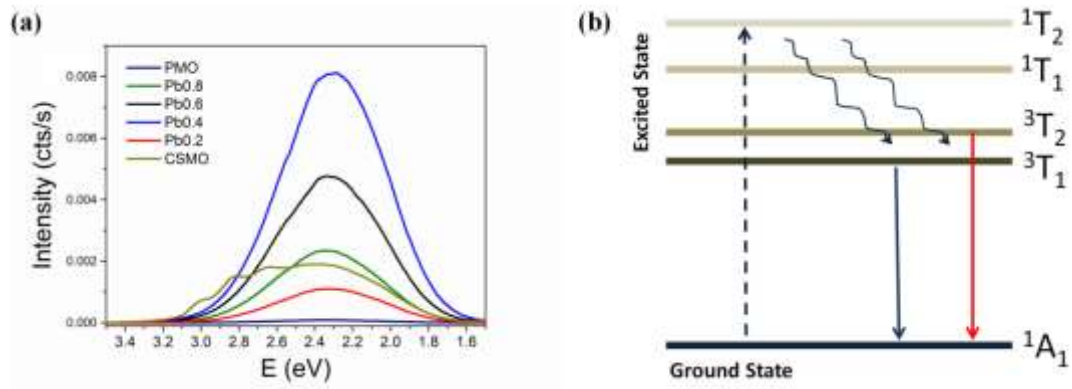 (a)
Intensity (cts/s)
0.008
0.006
0.004
0.002
0.000
PMO
Pb0.8
Pb0.6
Pb0.4
Pb0.2
CSMO
3.4 3.2 3.0 2.8 2.6 2.4 2.2 2.0 1.8 1.6
E (eV)
(b)
Excited State
¹T₂
¹T₁
³T₂
³T₁
¹A₁
Ground State